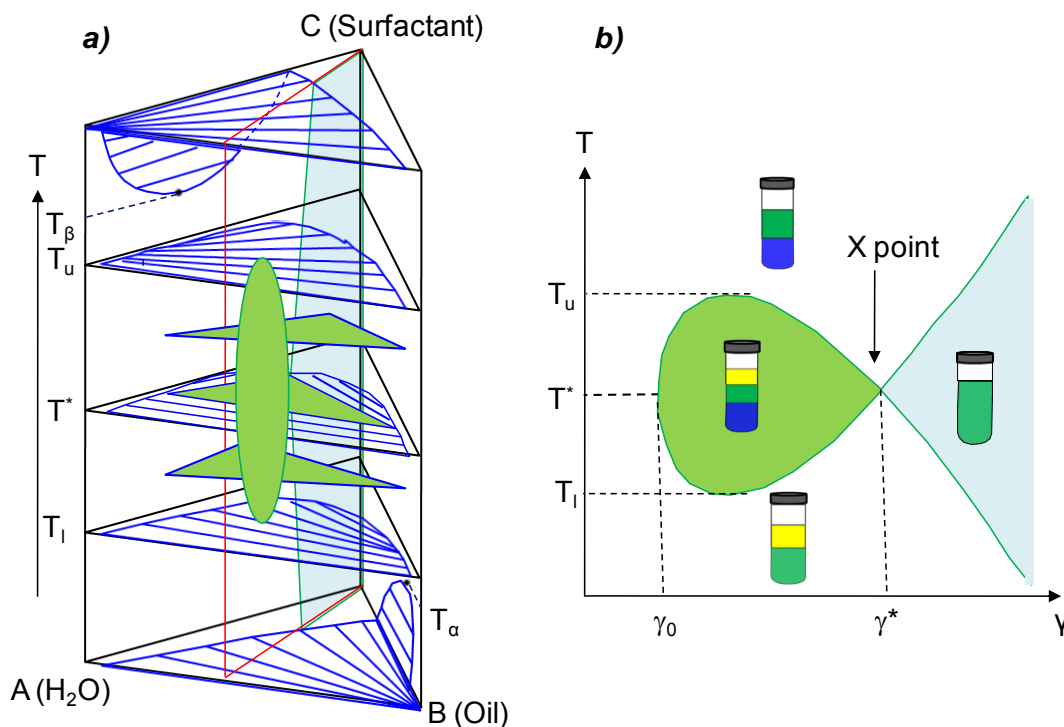 a)
C (Surfactant)
T
Tβ
Tu
T*
Tl
Tα
A (H₂O)
B (Oil)
b)
T
X point
Tu
T*
Tl
γ₀
γ*
γ